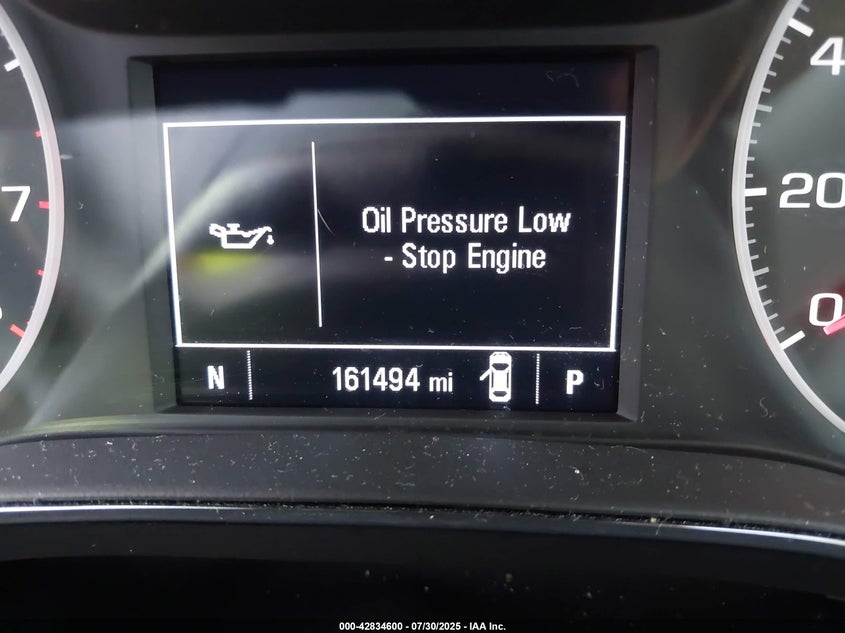 7
4
20
0
Oil Pressure Low
- Stop Engine
N 161494 mi P
000-42834600 - 07/30/2025 - IAA Inc.